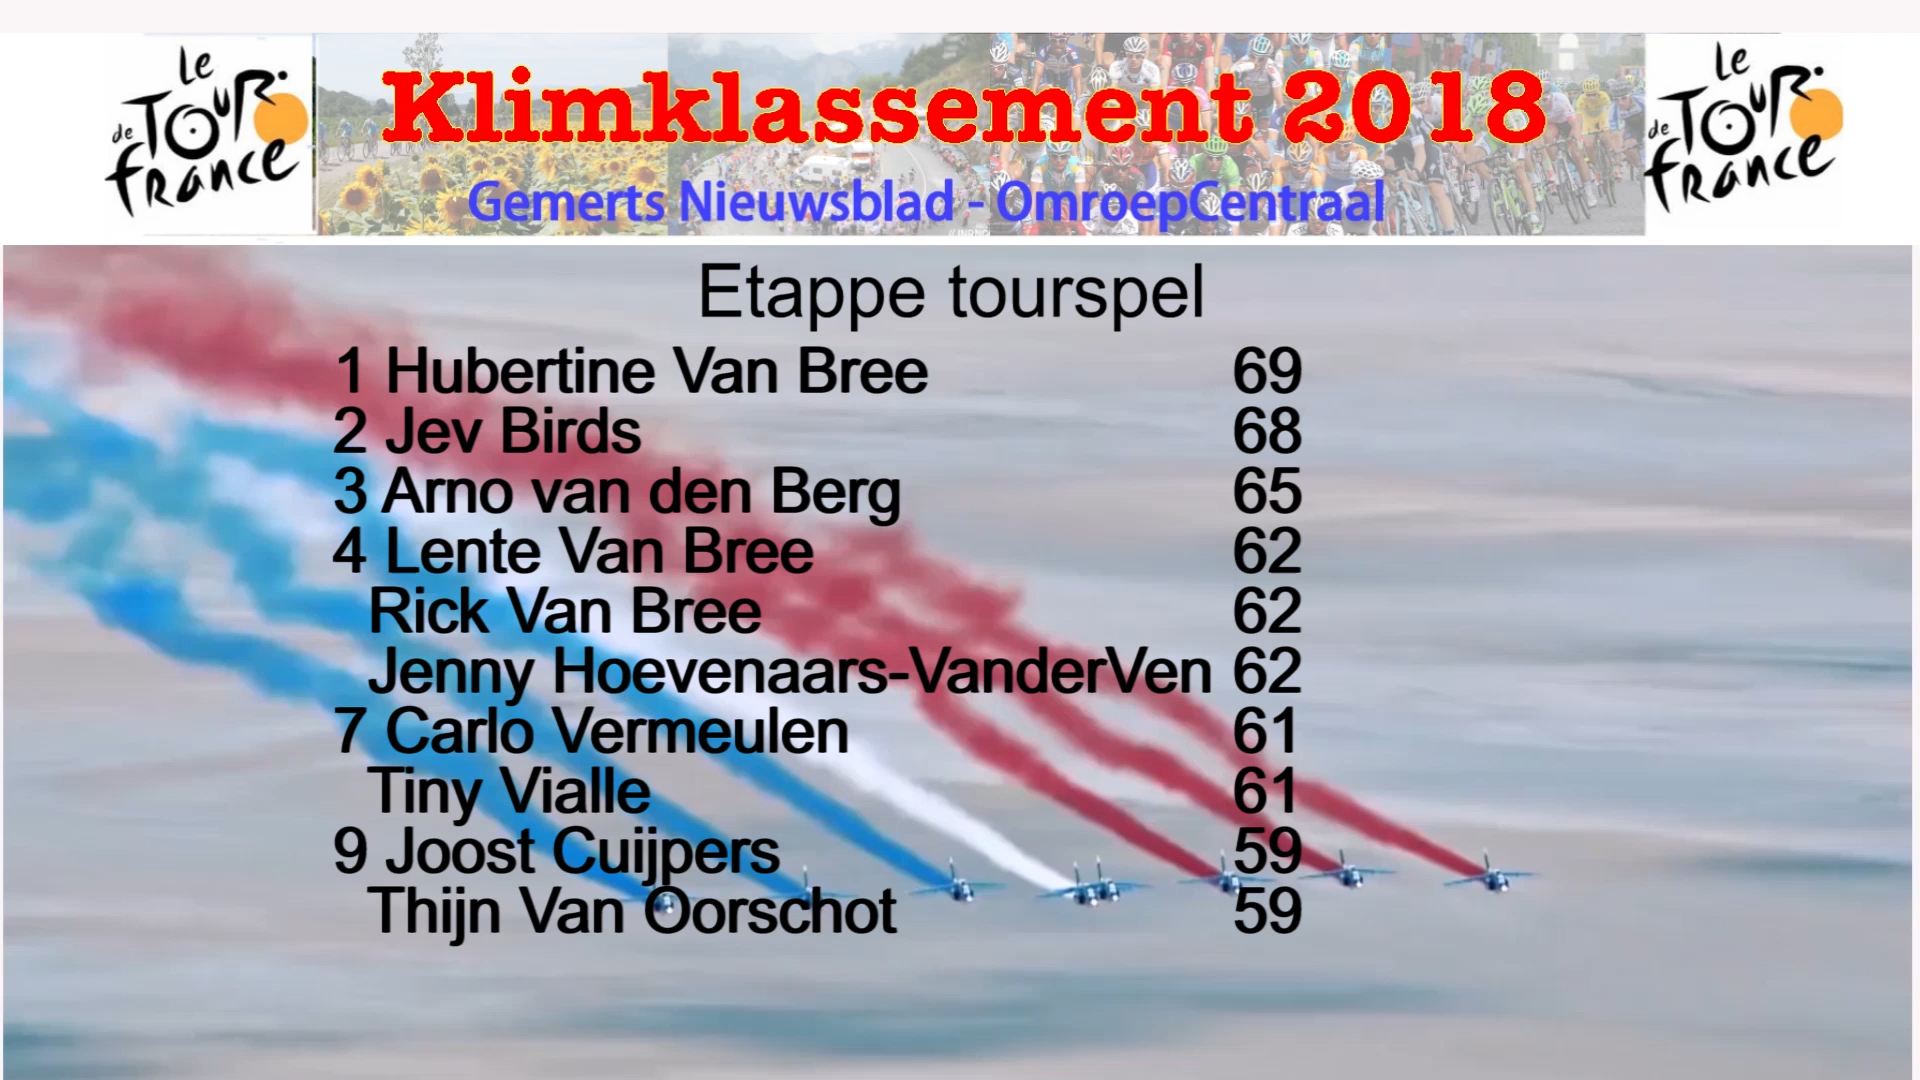 Le
de TOUR
france
Klimklassement 2018
Gemerts Nieuwsblad - OmroepCentraal
Le
de TOUR
france
Etappe tourspel
1 Hubertine Van Bree 69
2 Jev Birds 68
3 Arno van den Berg 65
4 Lente Van Bree 62
Rick Van Bree 62
Jenny Hoevenaars-VanderVen 62
7 Carlo Vermeulen 61
Tiny Vialle 61
9 Joost Cuijpers 59
Thijn Van Oorschot 59